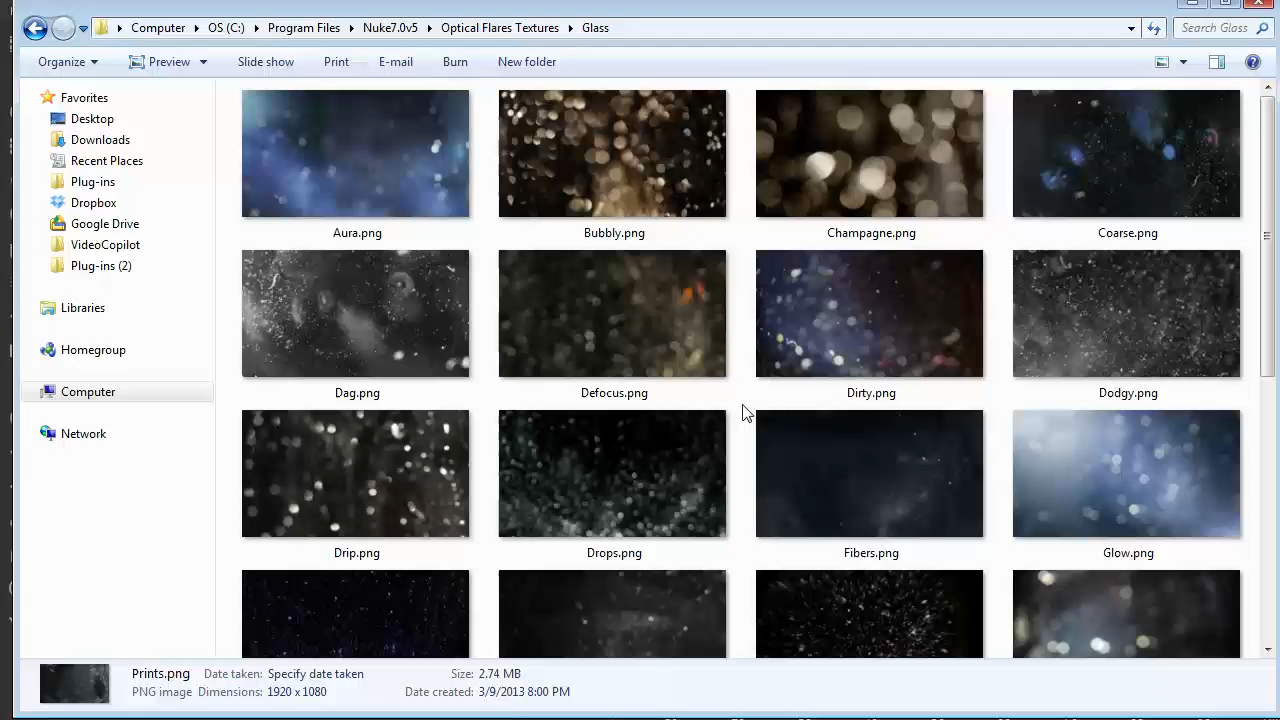 Computer OS (C:) Program Files Nuke7.0v5 Optical Flares Textures Glass Search Glass
Organize Preview Slide show Print E-mail Burn New folder
Favorites
Desktop
Downloads
Recent Places
Plug-ins
Dropbox
Google Drive
VideoCopilot
Plug-ins (2)
Libraries
Homegroup
Computer
Network
Aura.png Bubbly.png Champagne.png Coarse.png
Dag.png Defocus.png Dirty.png Dodgy.png
Drip.png Drops.png Fibers.png Glow.png
Prints.png Date taken: Specify date taken Size: 2.74 MB
PNG image Dimensions: 1920 x 1080 Date created: 3/9/2013 8:00 PM